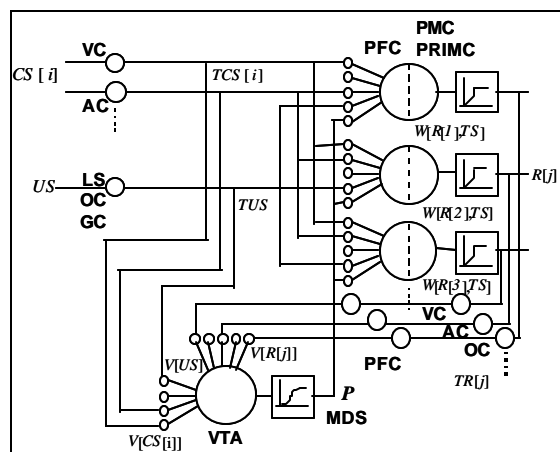 VC
CS [ i ]
AC
TCS [ i ]
PFC
PMC
PRIMC
W[R[1],TS]
US
LS
OC
GC
TUS
R[j]
W[R[2],TS]
W[R[3],TS]
VC
AC
OC
PFC
TR[j]
V[US]
V[R[j]]
P
MDS
V[CS[i]]
VTA